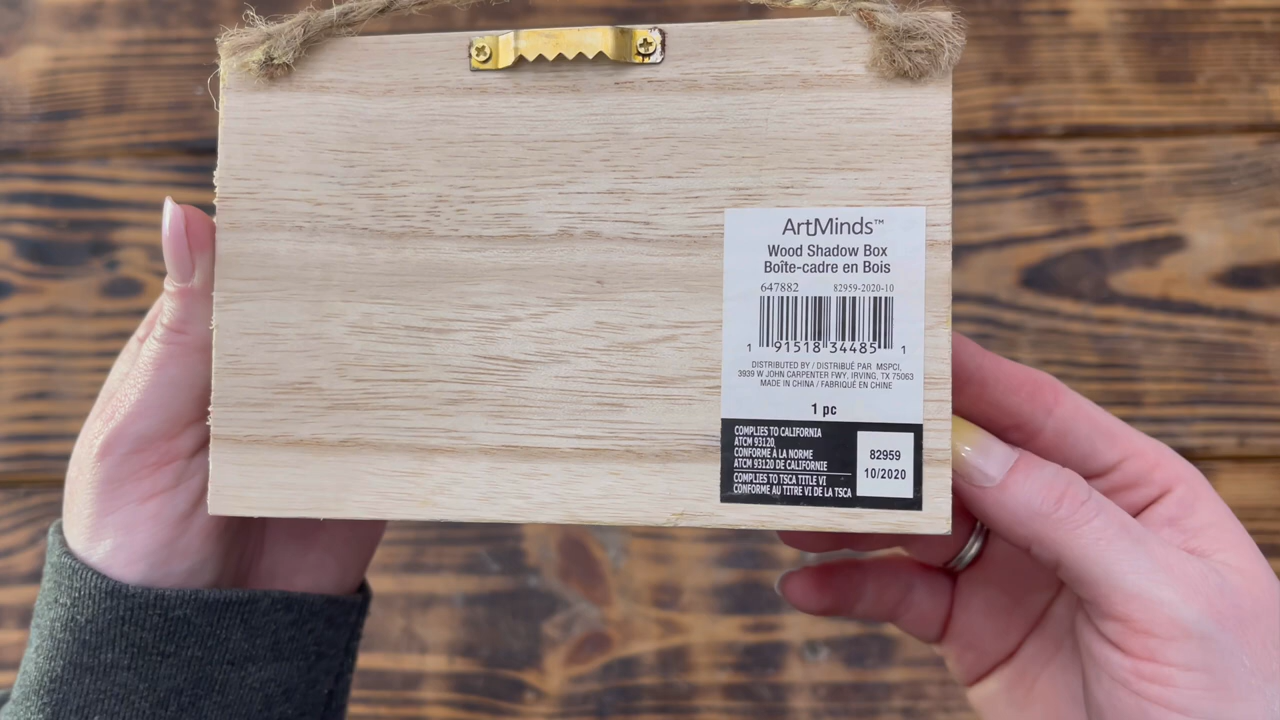 ArtMinds™
Wood Shadow Box
Boîte-cadre en Bois
647882 82959-2020-10
1 91518 34485 1
DISTRIBUTED BY / DISTRIBUÉ PAR MSPCI,
3939 W JOHN CARPENTER FWY, IRVING, TX 75063
MADE IN CHINA / FABRIQUÉ EN CHINE
1 pc
COMPLIES TO CALIFORNIA
ATCM 93120,
CONFORME À LA NORME
ATCM 93120 DE CALIFORNIE
COMPLIES TO TSCA TITLE VI
CONFORME AU TITRE VI DE LA TSCA
82959
10/2020